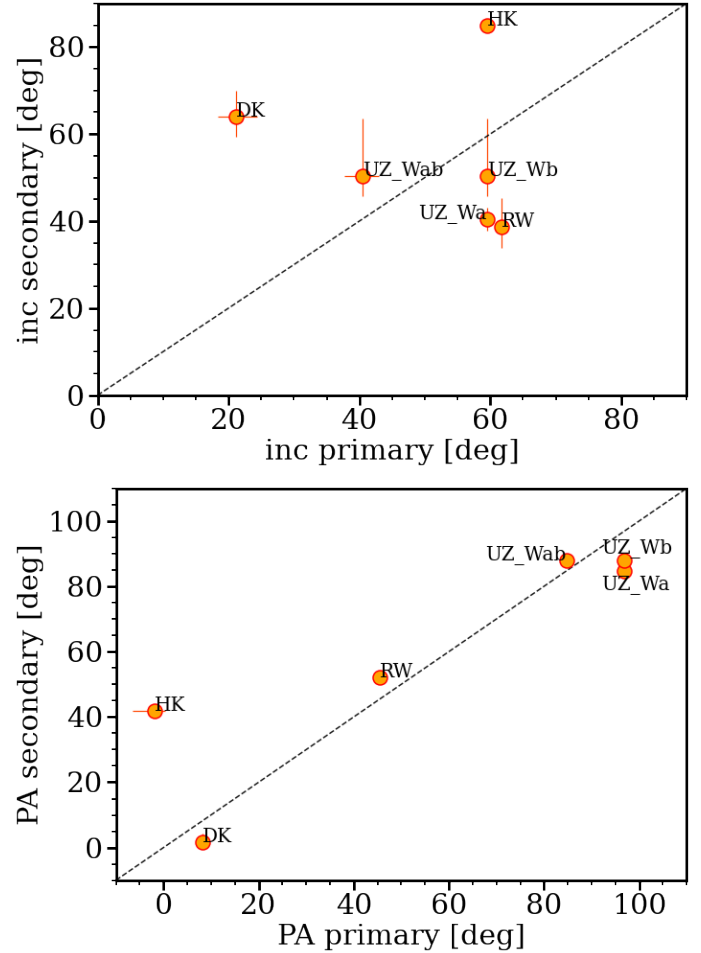 HK
80
DK
60
UZ_Wab
UZ_Wb
UZ_Wa
RW
40
20
0
inc secondary [deg]
0 20 40 60 80
inc primary [deg]
100
UZ_Wab
UZ_Wb
80
UZ_Wa
60
RW
HK
40
20
DK
0
PA secondary [deg]
0 20 40 60 80 100
PA primary [deg]